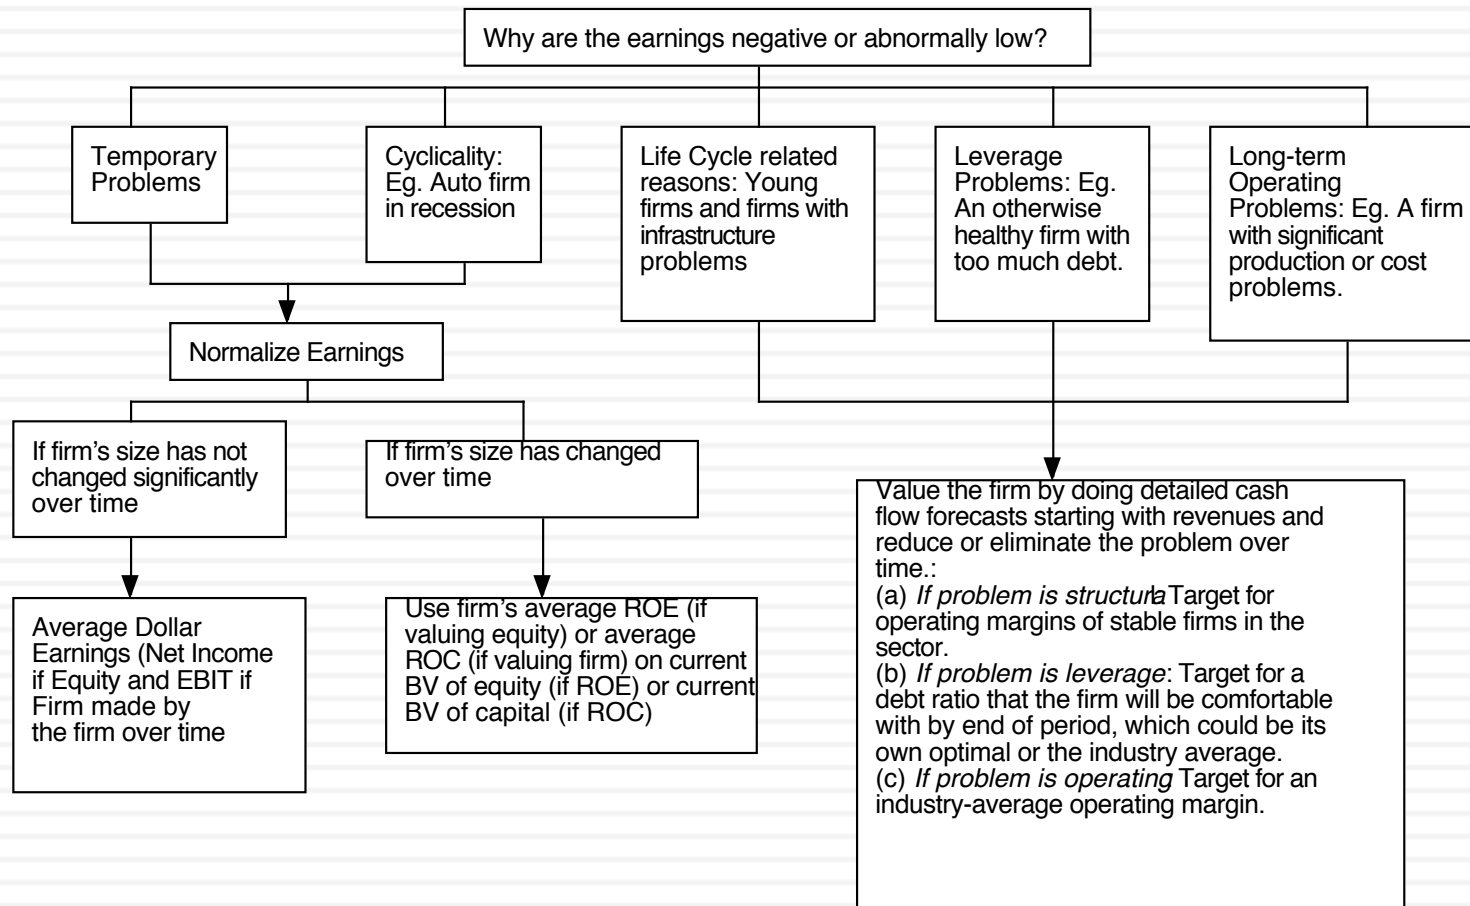 Why are the earnings negative or abnormally low?
Temporary
Problems
Cyclicality:
Eg. Auto firm
in recession
Life Cycle related
reasons: Young
firms and firms with
infrastructure
problems
Leverage
Problems: Eg.
An otherwise
healthy firm with
too much debt.
Long-term
Operating
Problems: Eg. A firm
with significant
production or cost
problems.
Normalize Earnings
If firm’s size has not
changed significantly
over time
If firm’s size has changed
over time
Average Dollar
Earnings (Net Income
if Equity and EBIT if
Firm made by
the firm over time
Use firm’s average ROE (if
valuing equity) or average
ROC (if valuing firm) on current
BV of equity (if ROE) or current
BV of capital (if ROC)
Value the firm by doing detailed cash
flow forecasts starting with revenues and
reduce or eliminate the problem over
time.:
(a) If problem is structural: Target for
operating margins of stable firms in the
sector.
(b) If problem is leverage: Target for a
debt ratio that the firm will be comfortable
with by end of period, which could be its
own optimal or the industry average.
(c) If problem is operating: Target for an
industry-average operating margin.